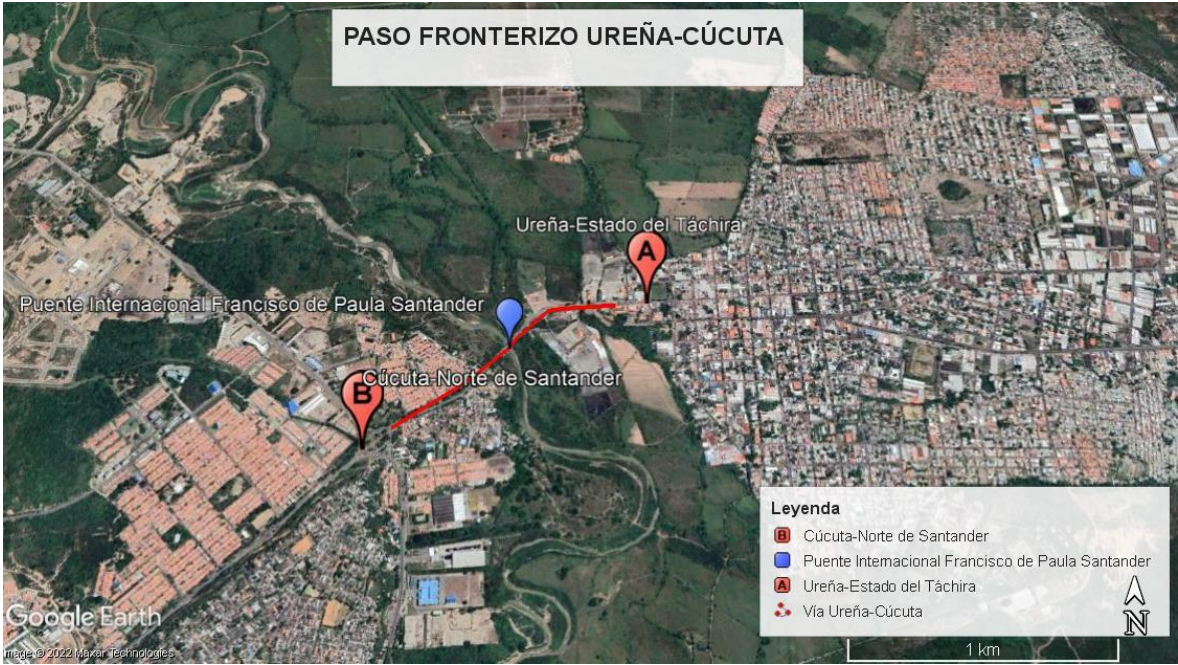 PASO FRONTERIZO UREÑA-CÚCUTA
Ureña-Estado del Táchira
A
Puente Internacional Francisco de Paula Santander
Cúcuta-Norte de Santander
B
Leyenda
B Cúcuta-Norte de Santander
Puente Internacional Francisco de Paula Santander
A Ureña-Estado del Táchira
Vía Ureña-Cúcuta
N
1 km
Google Earth
Image © 2022 Maxar Technologies